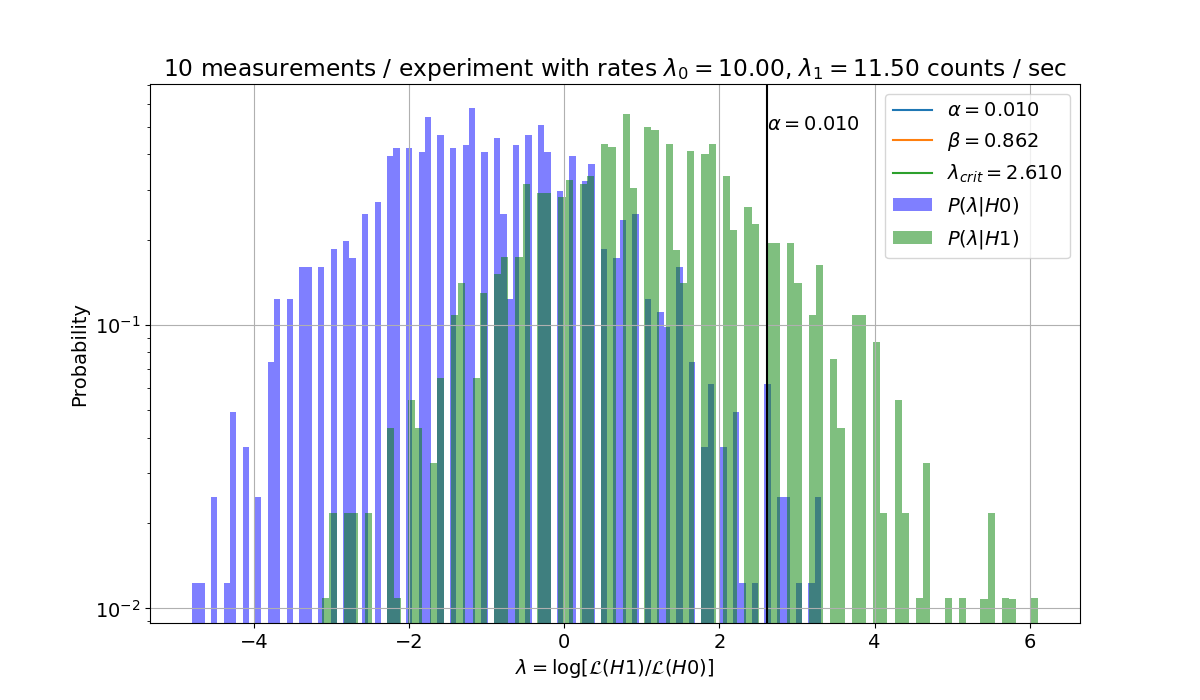 10 measurements / experiment with rates λ₀ = 10.00, λ₁ = 11.50 counts / sec
α = 0.010
α = 0.010
β = 0.862
λ_crit = 2.610
P(λ|H0)
P(λ|H1)
Probability
10⁻¹
10⁻²
−4 −2 0 2 4 6
λ = log[ℒ(H1)/ℒ(H0)]